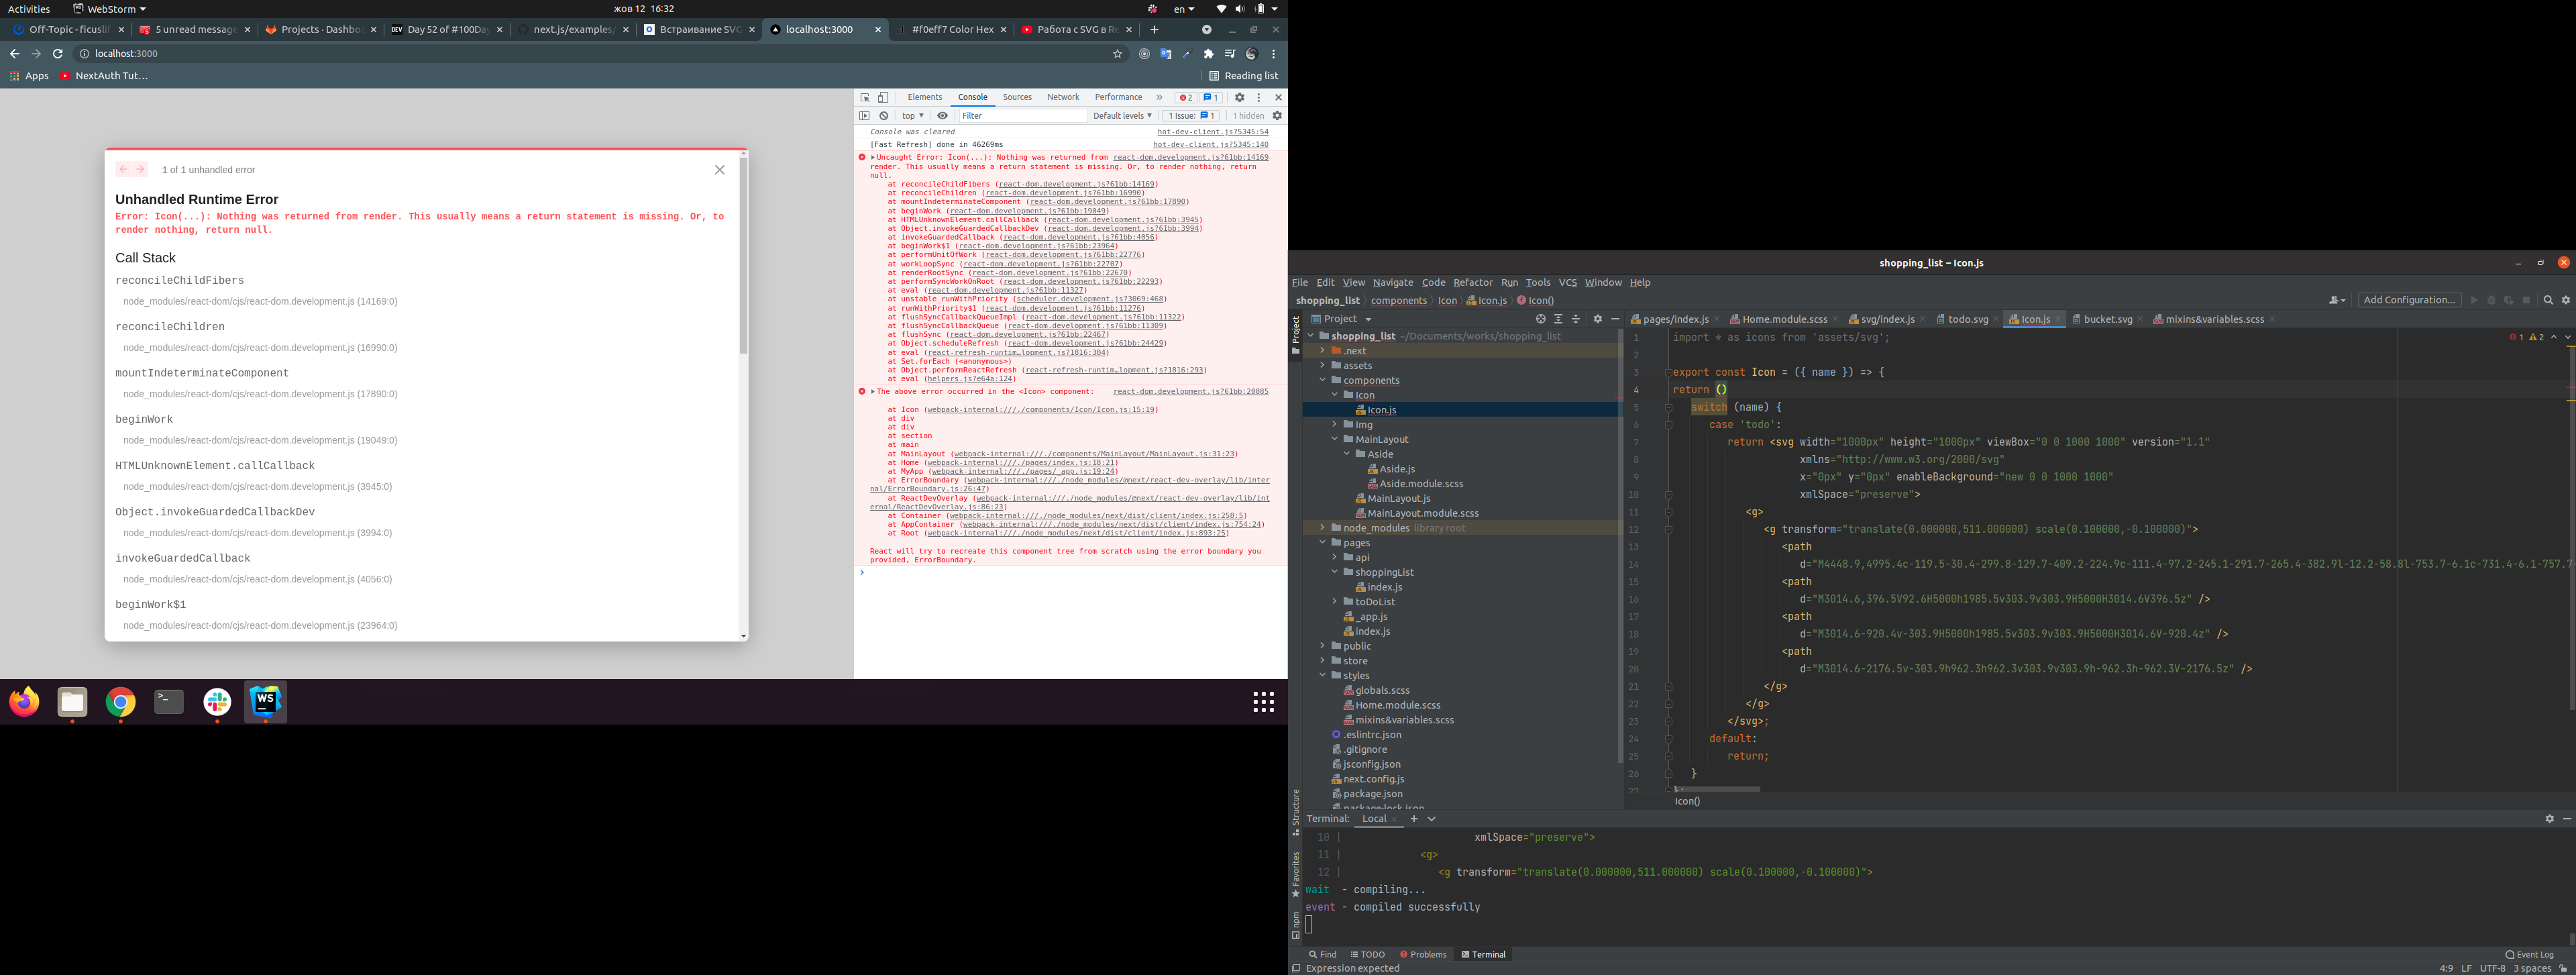 Activities
WebStorm
жов 12 16:32
en
Off-Topic - ficuslif
5 unread message
Projects · Dashbo
Day 52 of #100Day
next.js/examples/
Встраивание SVG
localhost:3000
#f0eff7 Color Hex
Работа с SVG в Re
localhost:3000
Apps
NextAuth Tut…
Reading list
1 of 1 unhandled error
Unhandled Runtime Error
Error: Icon(...): Nothing was returned from render. This usually means a return statement is missing. Or, to
render nothing, return null.
Call Stack
reconcileChildFibers
node_modules/react-dom/cjs/react-dom.development.js (14169:0)
reconcileChildren
node_modules/react-dom/cjs/react-dom.development.js (16990:0)
mountIndeterminateComponent
node_modules/react-dom/cjs/react-dom.development.js (17890:0)
beginWork
node_modules/react-dom/cjs/react-dom.development.js (19049:0)
HTMLUnknownElement.callCallback
node_modules/react-dom/cjs/react-dom.development.js (3945:0)
Object.invokeGuardedCallbackDev
node_modules/react-dom/cjs/react-dom.development.js (3994:0)
invokeGuardedCallback
node_modules/react-dom/cjs/react-dom.development.js (4056:0)
beginWork$1
node_modules/react-dom/cjs/react-dom.development.js (23964:0)
Elements Console Sources Network Performance » 2 1
top Filter Default levels 1 Issue: 1 1 hidden
Console was cleared hot-dev-client.js?5345:54
[Fast Refresh] done in 46269ms hot-dev-client.js?5345:140
Uncaught Error: Icon(...): Nothing was returned from react-dom.development.js?61bb:14169
render. This usually means a return statement is missing. Or, to render nothing, return
null.
at reconcileChildFibers (react-dom.development.js?61bb:14169)
at reconcileChildren (react-dom.development.js?61bb:16990)
at mountIndeterminateComponent (react-dom.development.js?61bb:17890)
at beginWork (react-dom.development.js?61bb:19049)
at HTMLUnknownElement.callCallback (react-dom.development.js?61bb:3945)
at Object.invokeGuardedCallbackDev (react-dom.development.js?61bb:3994)
at invokeGuardedCallback (react-dom.development.js?61bb:4056)
at beginWork$1 (react-dom.development.js?61bb:23964)
at performUnitOfWork (react-dom.development.js?61bb:22776)
at workLoopSync (react-dom.development.js?61bb:22707)
at renderRootSync (react-dom.development.js?61bb:22670)
at performSyncWorkOnRoot (react-dom.development.js?61bb:22293)
at eval (react-dom.development.js?61bb:11327)
at unstable_runWithPriority (scheduler.development.js?3069:468)
at runWithPriority$1 (react-dom.development.js?61bb:11276)
at flushSyncCallbackQueueImpl (react-dom.development.js?61bb:11322)
at flushSyncCallbackQueue (react-dom.development.js?61bb:11309)
at flushSync (react-dom.development.js?61bb:22467)
at Object.scheduleRefresh (react-dom.development.js?61bb:24429)
at eval (react-refresh-runtim…lopment.js?1816:304)
at Set.forEach (<anonymous>)
at Object.performReactRefresh (react-refresh-runtim…lopment.js?1816:293)
at eval (helpers.js?e64a:124)
The above error occurred in the <Icon> component: react-dom.development.js?61bb:20085
at Icon (webpack-internal:///./components/Icon/Icon.js:15:19)
at div
at div
at section
at main
at MainLayout (webpack-internal:///./components/MainLayout/MainLayout.js:31:23)
at Home (webpack-internal:///./pages/index.js:18:21)
at MyApp (webpack-internal:///./pages/_app.js:19:24)
at ErrorBoundary (webpack-internal:///./node_modules/@next/react-dev-overlay/lib/inter
nal/ErrorBoundary.js:26:47)
at ReactDevOverlay (webpack-internal:///./node_modules/@next/react-dev-overlay/lib/int
ernal/ReactDevOverlay.js:86:23)
at Container (webpack-internal:///./node_modules/next/dist/client/index.js:258:5)
at AppContainer (webpack-internal:///./node_modules/next/dist/client/index.js:754:24)
at Root (webpack-internal:///./node_modules/next/dist/client/index.js:893:25)
React will try to recreate this component tree from scratch using the error boundary you
provided, ErrorBoundary.
shopping_list – Icon.js
File Edit View Navigate Code Refactor Run Tools VCS Window Help
shopping_list components Icon Icon.js Icon()
Add Configuration...
Project
Project
pages/index.js Home.module.scss svg/index.js todo.svg Icon.js bucket.svg mixins&variables.scss
shopping_list ~/Documents/works/shopping_list
.next
assets
components
Icon
Icon.js
Img
MainLayout
Aside
Aside.js
Aside.module.scss
MainLayout.js
MainLayout.module.scss
node_modules library root
pages
api
shoppingList
index.js
toDoList
_app.js
index.js
public
store
styles
globals.scss
Home.module.scss
mixins&variables.scss
.eslintrc.json
.gitignore
jsconfig.json
next.config.js
package.json
package-lock.json
1 import * as icons from 'assets/svg'; 1 2
2
3 export const Icon = ({ name }) => {
4 return ()
5 switch (name) {
6 case 'todo':
7 return <svg width="1000px" height="1000px" viewBox="0 0 1000 1000" version="1.1"
8 xmlns="http://www.w3.org/2000/svg"
9 x="0px" y="0px" enableBackground="new 0 0 1000 1000"
10 xmlSpace="preserve">
11 <g>
12 <g transform="translate(0.000000,511.000000) scale(0.100000,-0.100000)">
13 <path
14 d="M4448.9,4995.4c-119.5-30.4-299.8-129.7-409.2-224.9c-111.4-97.2-245.1-291.7-265.4-382.9l-12.2-58.8l-753.7-6.1c-731.4-6.1-757.7
15 <path
16 d="M3014.6,396.5V92.6H5000h1985.5v303.9v303.9H5000H3014.6V396.5z" />
17 <path
18 d="M3014.6-920.4v-303.9H5000h1985.5v303.9v303.9H5000H3014.6V-920.4z" />
19 <path
20 d="M3014.6-2176.5v-303.9h962.3h962.3v303.9v303.9h-962.3h-962.3V-2176.5z" />
21 </g>
22 </g>
23 </svg>;
24 default:
25 return;
26 }
27 };
Icon()
Terminal: Local
10 | xmlSpace="preserve">
11 | <g>
12 | <g transform="translate(0.000000,511.000000) scale(0.100000,-0.100000)">
wait - compiling...
event - compiled successfully
Structure
Favorites
npm
Find TODO Problems Terminal Event Log
Expression expected 4:9 LF UTF-8 3 spaces